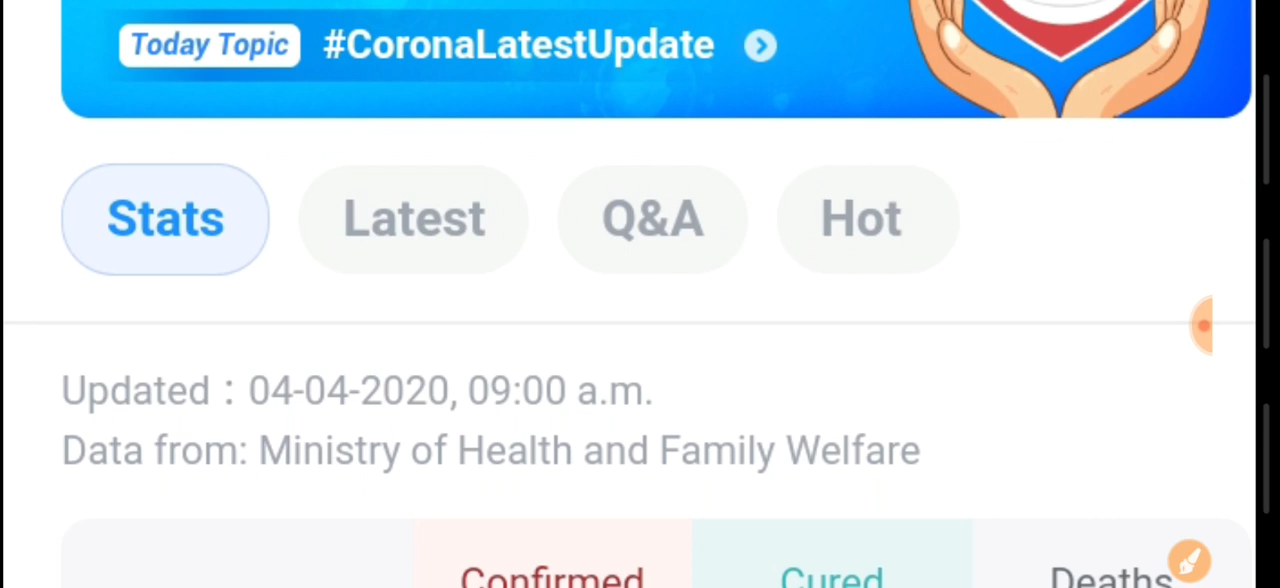 Today Topic #CoronaLatestUpdate
Stats Latest Q&A Hot
Updated : 04-04-2020, 09:00 a.m.
Data from: Ministry of Health and Family Welfare
Confirmed Cured Deaths